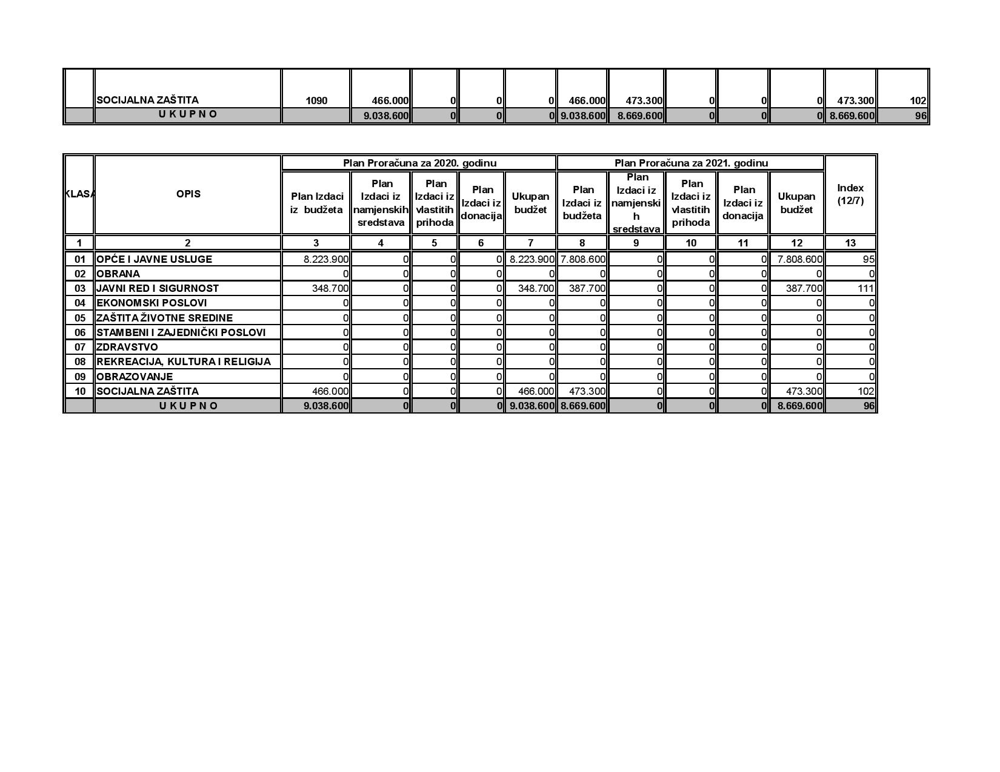 SOCIJALNA ZAŠTITA 1090 466.000 0 0 0 466.000 473.300 0 0 0 473.300 102
U K U P N O 9.038.600 0 0 0 9.038.600 8.669.600 0 0 0 8.669.600 96
KLASA OPIS Plan Proračuna za 2020. godinu Plan Proračuna za 2021. godinu Index (12/7)
Plan Izdaci iz budžeta Plan Izdaci iz namjenskih sredstava Plan Izdaci iz vlastitih prihoda Plan Izdaci iz donacija Ukupan budžet Plan Izdaci iz budžeta Plan Izdaci iz namjenski h sredstava Plan Izdaci iz vlastitih prihoda Plan Izdaci iz donacija Ukupan budžet
1 2 3 4 5 6 7 8 9 10 11 12 13
01 OPĆE I JAVNE USLUGE 8.223.900 0 0 0 8.223.900 7.808.600 0 0 0 7.808.600 95
02 OBRANA 0 0 0 0 0 0 0 0 0 0 0
03 JAVNI RED I SIGURNOST 348.700 0 0 0 348.700 387.700 0 0 0 387.700 111
04 EKONOMSKI POSLOVI 0 0 0 0 0 0 0 0 0 0 0
05 ZAŠTITA ŽIVOTNE SREDINE 0 0 0 0 0 0 0 0 0 0 0
06 STAMBENI I ZAJEDNIČKI POSLOVI 0 0 0 0 0 0 0 0 0 0 0
07 ZDRAVSTVO 0 0 0 0 0 0 0 0 0 0 0
08 REKREACIJA, KULTURA I RELIGIJA 0 0 0 0 0 0 0 0 0 0 0
09 OBRAZOVANJE 0 0 0 0 0 0 0 0 0 0 0
10 SOCIJALNA ZAŠTITA 466.000 0 0 0 466.000 473.300 0 0 0 473.300 102
U K U P N O 9.038.600 0 0 0 9.038.600 8.669.600 0 0 0 8.669.600 96